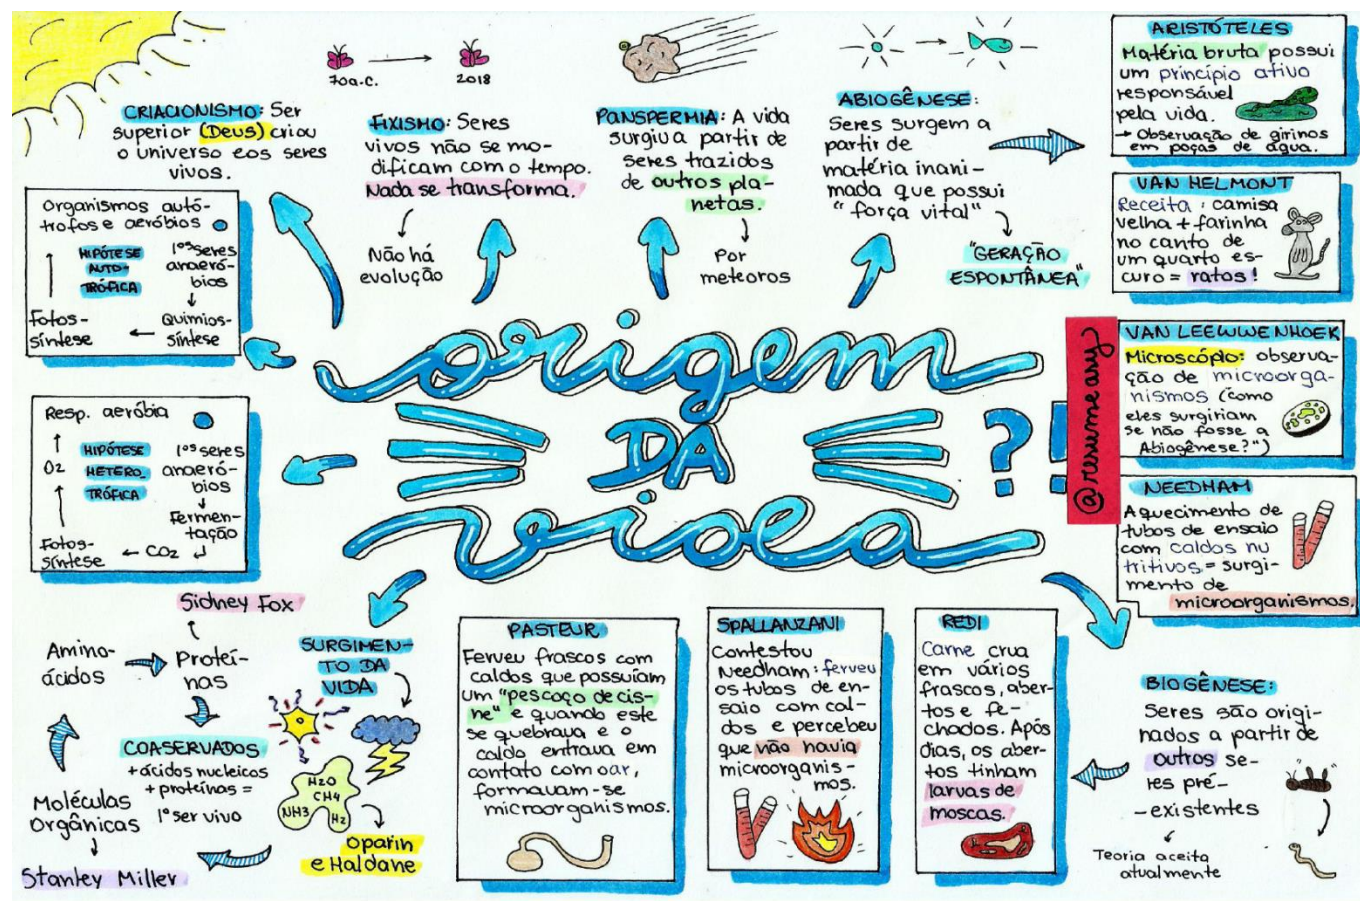 CRIACIONISMO: Ser
superior (Deus) criou
o universo e os seres
vivos.
70a.C.
2018
FIXISMO: Seres
vivos não se mo-
dificam com o tempo.
Nada se transforma.
Não há
evolução
PANSPERMIA: A vida
surgiu a partir de
seres trazidos
de outros pla-
netas.
Por
meteoros
ABIOGÊNESE:
Seres surgem a
partir de
matéria inani-
mada que possui
"força vital"
"GERAÇÃO
ESPONTÂNEA"
ARISTÓTELES
Matéria bruta possui
um princípio ativo
responsável
pela vida.
→ Observação de girinos
em poças de água.
VAN HELMONT
Receita: camisa
velha + farinha
no canto de
um quarto es-
curo = ratos!
VAN LEEWWENHOEK
Microscópio: observa-
ção de microorga-
nismos (como
eles surgiriam
se não fosse a
Abiogênese?")
NEEDHAM
Aquecimento de
tubos de ensaio
com caldos nu
tritivos = surgi-
mento de
microorganismos.
@resumeasy
origem
DA
vida
?!
Organismos autó-
trofos e aeróbios
HIPÓTESE
AUTO-
TRÓFICA
1ºs seres
anaeró-
bios
Quimios-
síntese
Fotos-
síntese
Resp. aeróbia
O2
HIPÓTESE
HETERO_
TRÓFICA
1ºs seres
anaeró-
bios
Fermen-
tação
CO2
Fotos-
síntese
SURGIMEN-
TO DA
VIDA
H2O
CH4
NH3
H2
Oparin
e Haldane
Moléculas
Orgânicas
Stanley Miller
Amino-
ácidos
Proteí-
nas
Sidney Fox
COASERVADOS
+ácidos nucleicos
+proteínas =
1º ser vivo
PASTEUR
Ferveu frascos com
caldos que possuíam
um "pescoço de cis-
ne" e quando este
se quebrava e o
caldo entrava em
contato com o ar,
formavam-se
microorganismos.
SPALLANZANI
Contestou
Needham: ferveu
os tubos de en-
saio com cal-
dos e percebeu
que não havia
microorganis-
mos.
REDI
Carne crua
em vários
frascos, aber-
tos e fe-
chados. Após
dias, os aber-
tos tinham
larvas de
moscas.
BIOGÊNESE:
Seres são origi-
nados a partir de
outros se-
res pré-
-existentes
Teoria aceita
atualmente